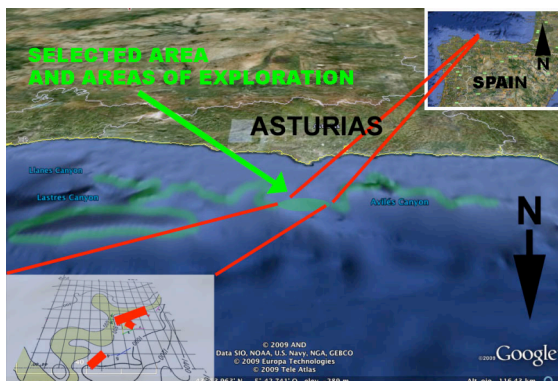 SELECTED AREA
AND AREAS OF EXPLORATION
N
SPAIN
ASTURIAS
Llanes Canyon
Lastres Canyon
Avilés Canyon
N
© 2009 AND
Data SIO, NOAA, U.S. Navy, NGA, GEBCO
© 2009 Europa Technologies
© 2009 Tele Atlas
©2009 Google